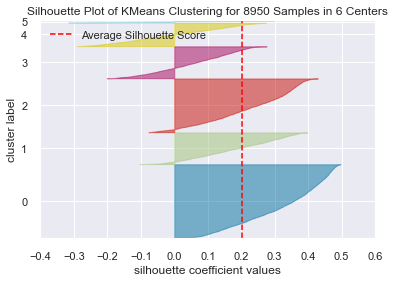 Silhouette Plot of KMeans Clustering for 8950 Samples in 6 Centers
Average Silhouette Score
cluster label
5
4
3
2
1
0
−0.4 −0.3 −0.2 −0.1 0.0 0.1 0.2 0.3 0.4 0.5 0.6
silhouette coefficient values